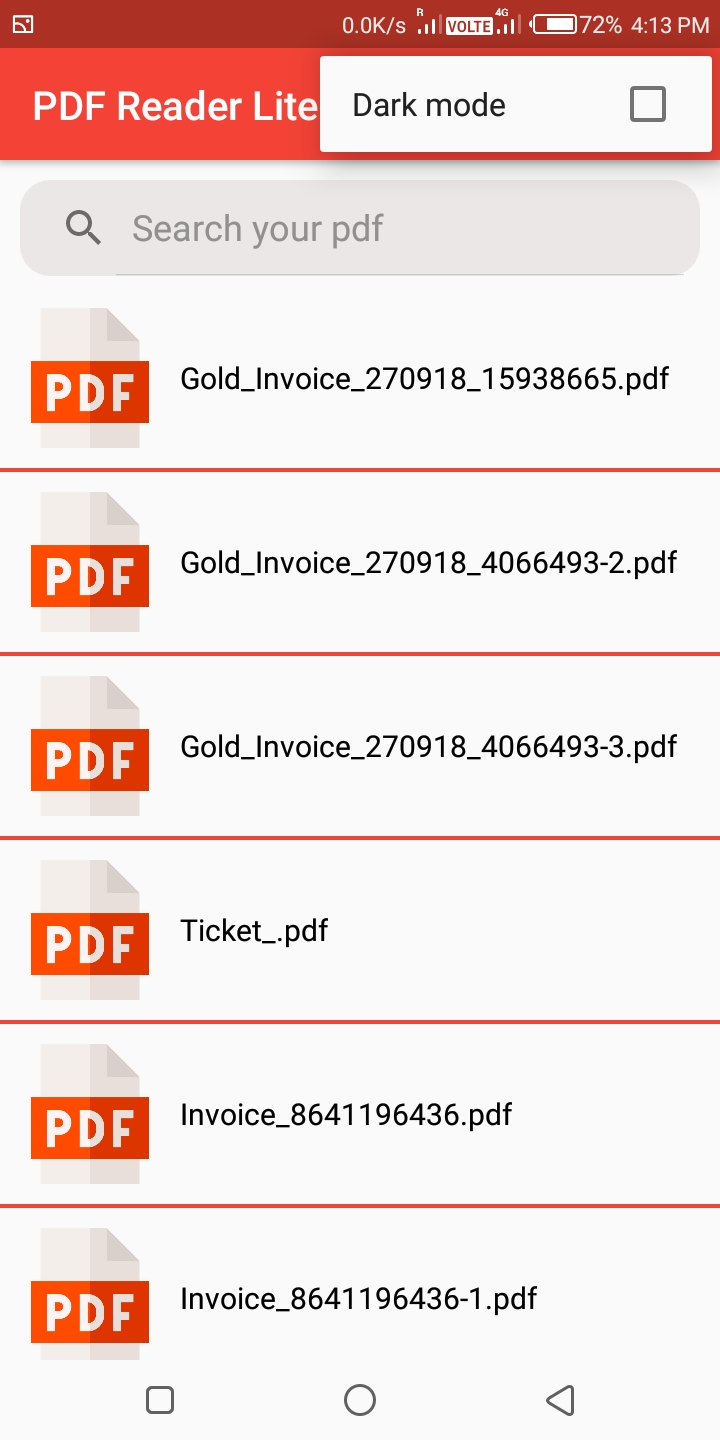 0.0K/s R VOLTE 4G 72% 4:13 PM
PDF Reader Lite
Dark mode
Search your pdf
PDF Gold_Invoice_270918_15938665.pdf
PDF Gold_Invoice_270918_4066493-2.pdf
PDF Gold_Invoice_270918_4066493-3.pdf
PDF Ticket_.pdf
PDF Invoice_8641196436.pdf
PDF Invoice_8641196436-1.pdf